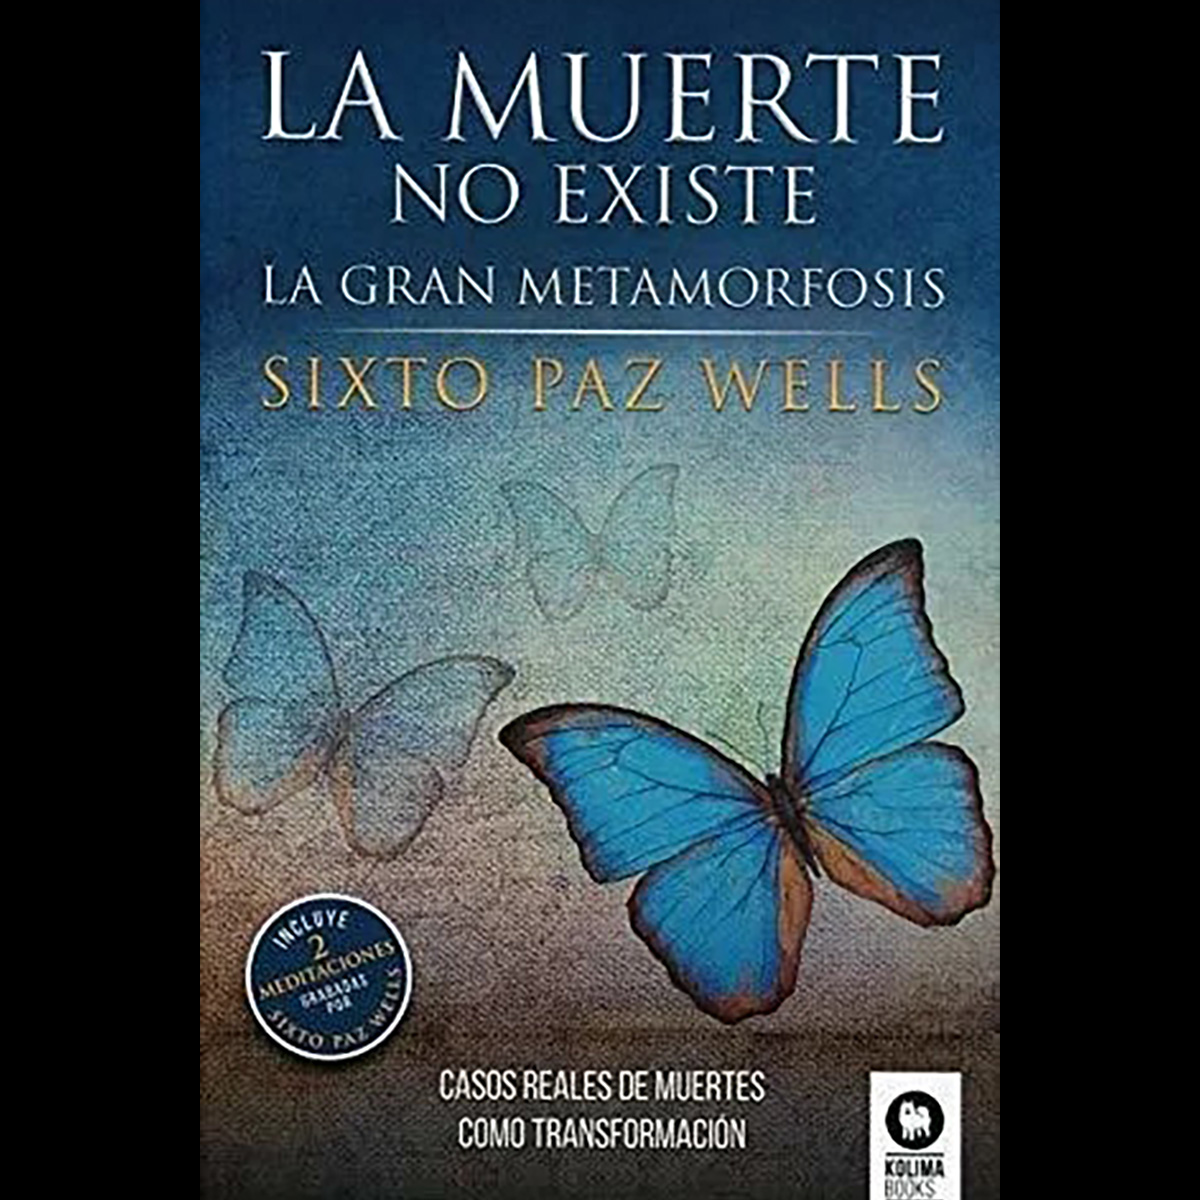 LA MUERTE
NO EXISTE
LA GRAN METAMORFOSIS
SIXTO PAZ WELLS
INCLUYE
2
MEDITACIONES
GRABADAS
POR
SIXTO PAZ WELLS
CASOS REALES DE MUERTES
COMO TRANSFORMACIÓN
KOLIMA
BOOKS